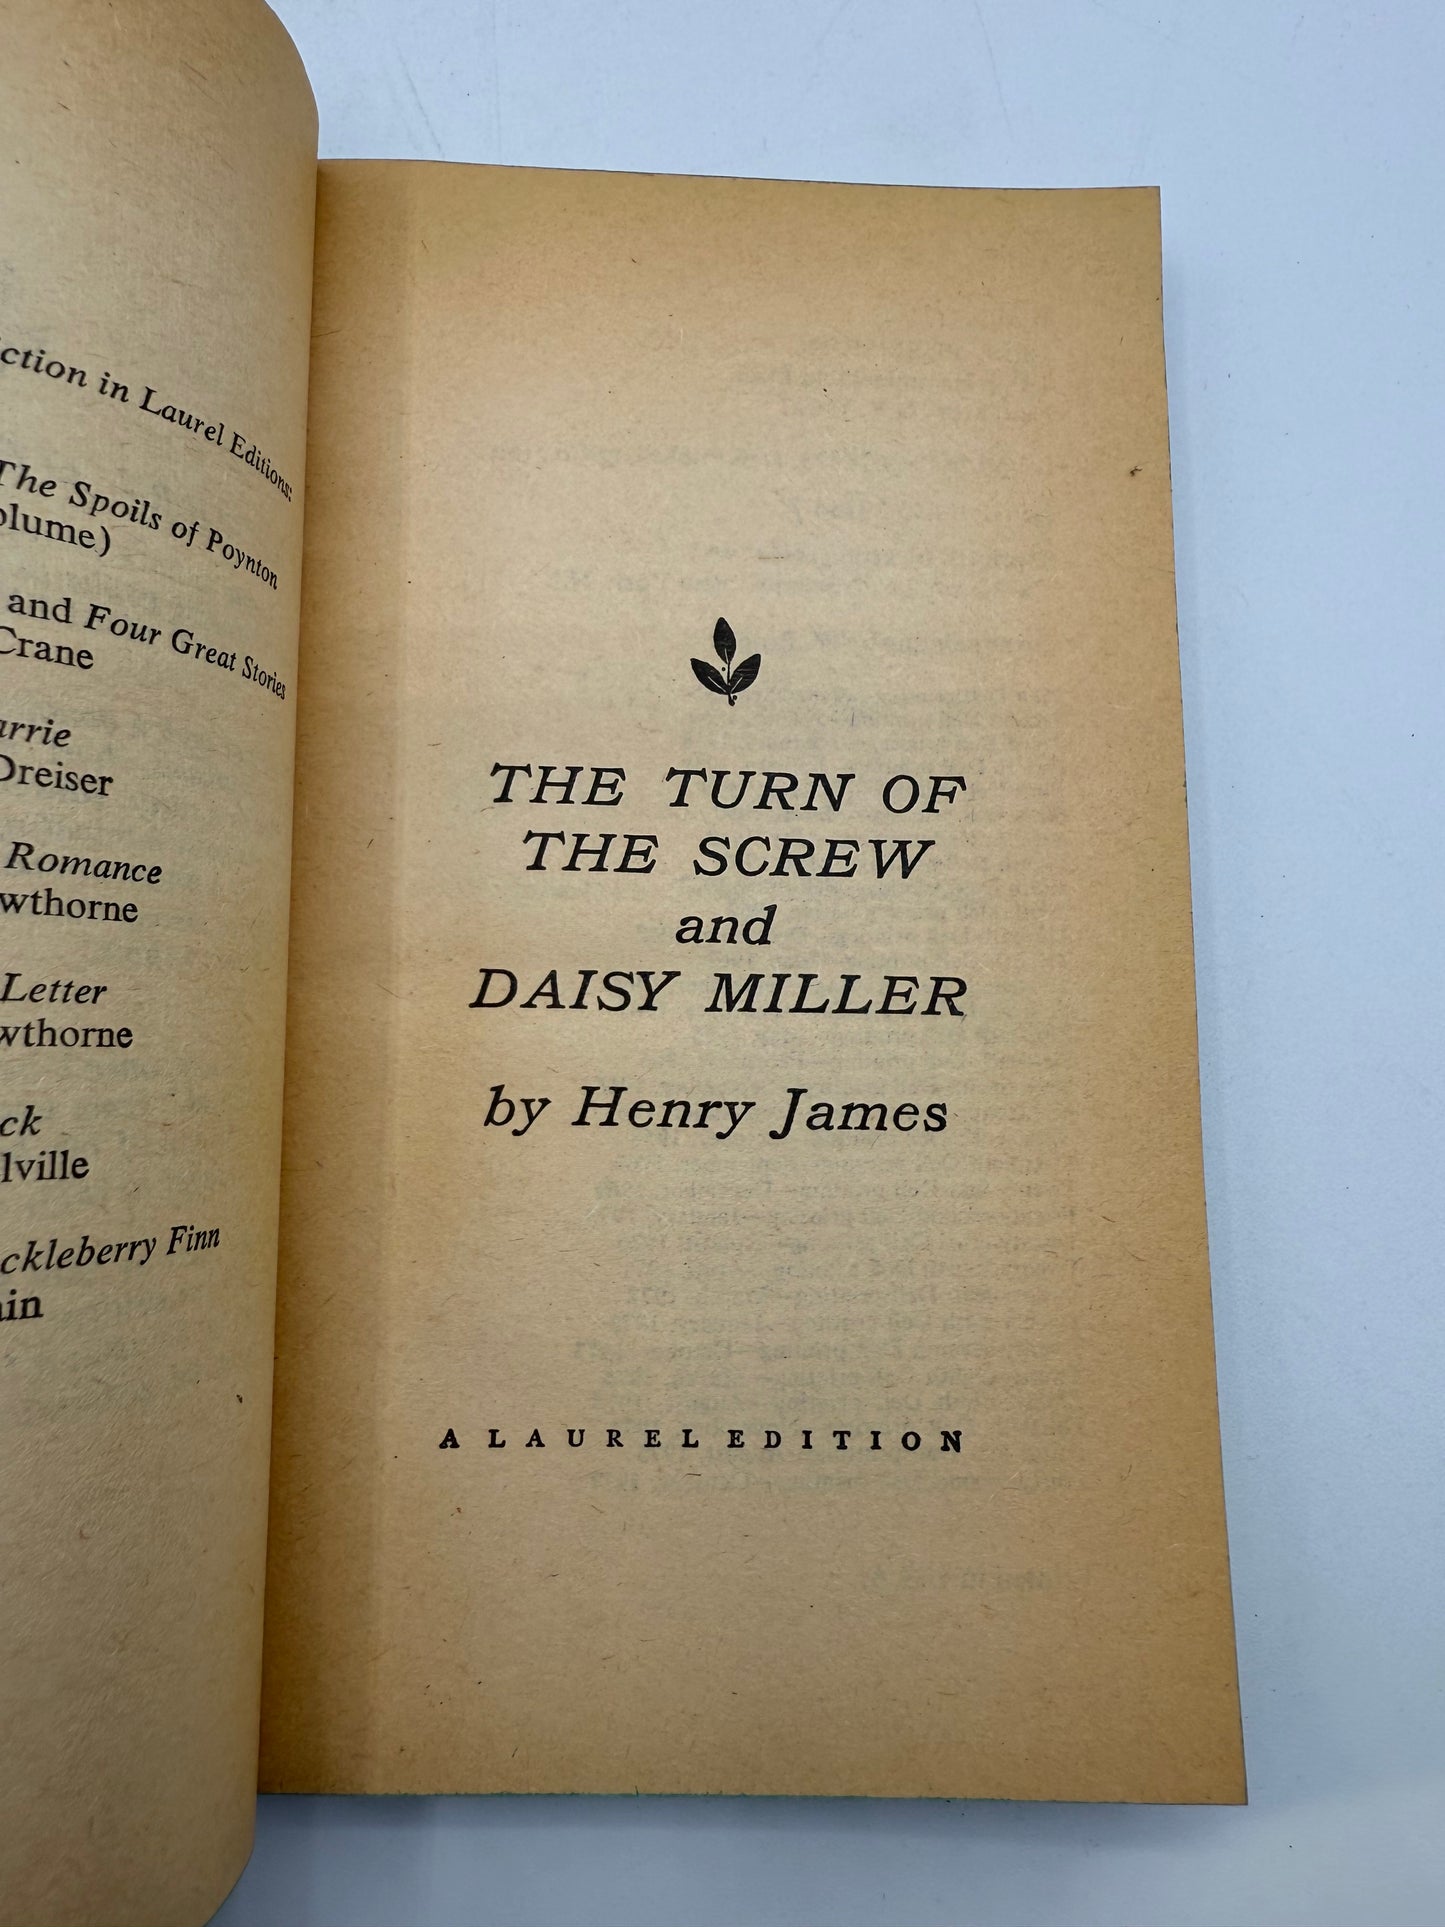 ction in Laurel Editions:
The Spoils of Poynton
olume)
and Four Great Stories
Crane
arrie
Dreiser
Romance
wthorne
Letter
wthorne
ck
lville
ckleberry Finn
ain
THE TURN OF
THE SCREW
and
DAISY MILLER
by Henry James
A LAUREL EDITION